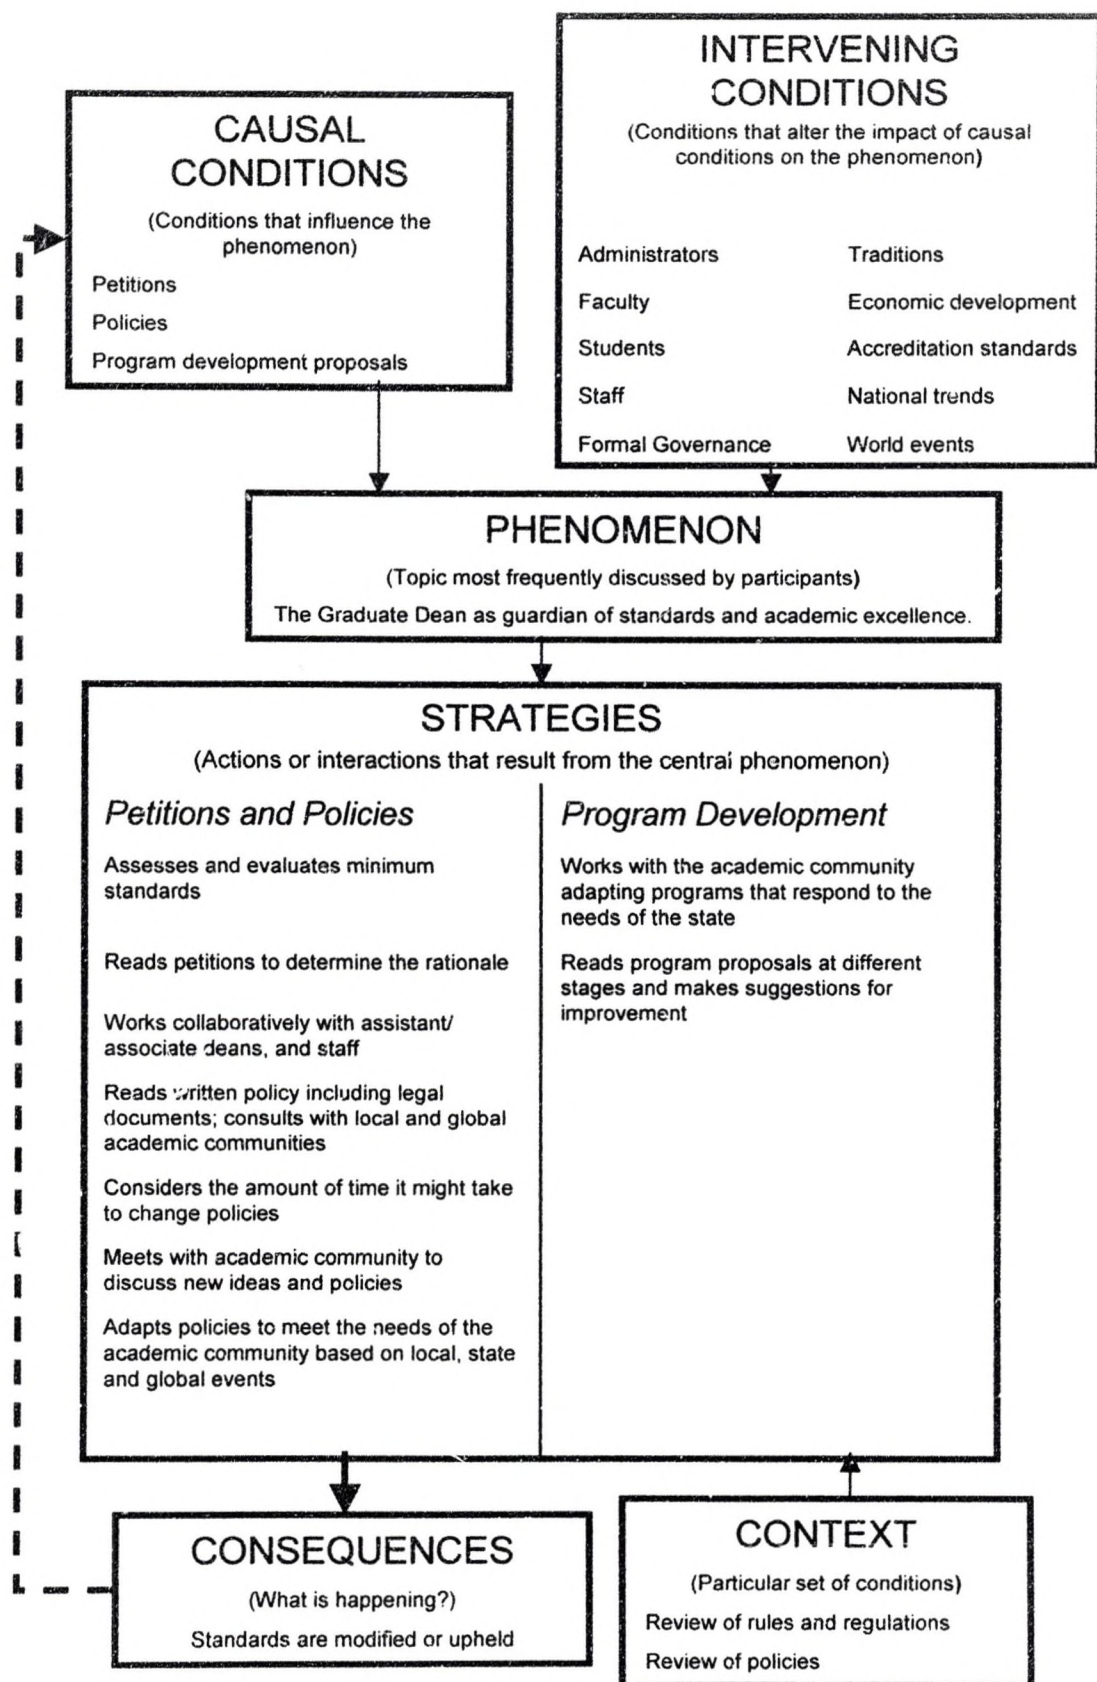 CAUSAL
CONDITIONS
(Conditions that influence the
phenomenon)
Petitions
Policies
Program development proposals
INTERVENING
CONDITIONS
(Conditions that alter the impact of causal
conditions on the phenomenon)
Administrators
Faculty
Students
Staff
Formal Governance
Traditions
Economic development
Accreditation standards
National trends
World events
PHENOMENON
(Topic most frequently discussed by participants)
The Graduate Dean as guardian of standards and academic excellence.
STRATEGIES
(Actions or interactions that result from the central phenomenon)
Petitions and Policies
Assesses and evaluates minimum
standards
Reads petitions to determine the rationale
Works collaboratively with assistant/
associate deans, and staff
Reads written policy including legal
documents; consults with local and global
academic communities
Considers the amount of time it might take
to change policies
Meets with academic community to
discuss new ideas and policies
Adapts policies to meet the needs of the
academic community based on local, state
and global events
Program Development
Works with the academic community
adapting programs that respond to the
needs of the state
Reads program proposals at different
stages and makes suggestions for
improvement
CONSEQUENCES
(What is happening?)
Standards are modified or upheld
CONTEXT
(Particular set of conditions)
Review of rules and regulations
Review of policies